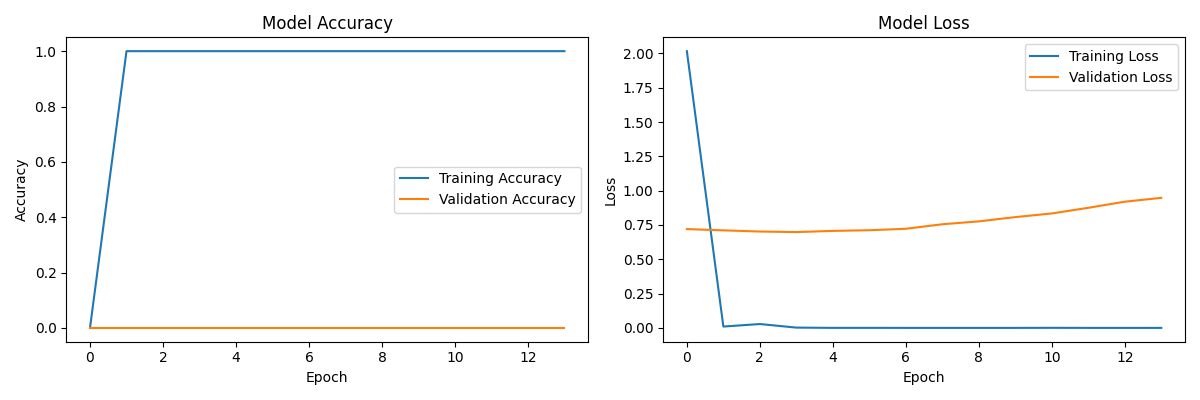 Model Accuracy
1.0
0.8
0.6
0.4
0.2
0.0
Accuracy
Training Accuracy
Validation Accuracy
0 2 4 6 8 10 12
Epoch
Model Loss
2.00
1.75
1.50
1.25
1.00
0.75
0.50
0.25
0.00
Loss
Training Loss
Validation Loss
0 2 4 6 8 10 12
Epoch